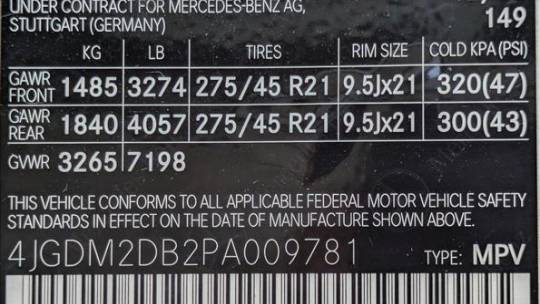 UNDER CONTRACT FOR MERCEDES-BENZ AG,
STUTTGART (GERMANY)
149
KG LB TIRES RIM SIZE COLD KPA (PSI)
GAWR FRONT 1485 3274 275/45 R21 9.5Jx21 320(47)
GAWR REAR 1840 4057 275/45 R21 9.5Jx21 300(43)
GVWR 3265 7198
THIS VEHICLE CONFORMS TO ALL APPLICABLE FEDERAL MOTOR VEHICLE SAFETY
STANDARDS IN EFFECT ON THE DATE OF MANUFACTURE SHOWN ABOVE.
4JGDM2DB2PA009781 TYPE: MPV